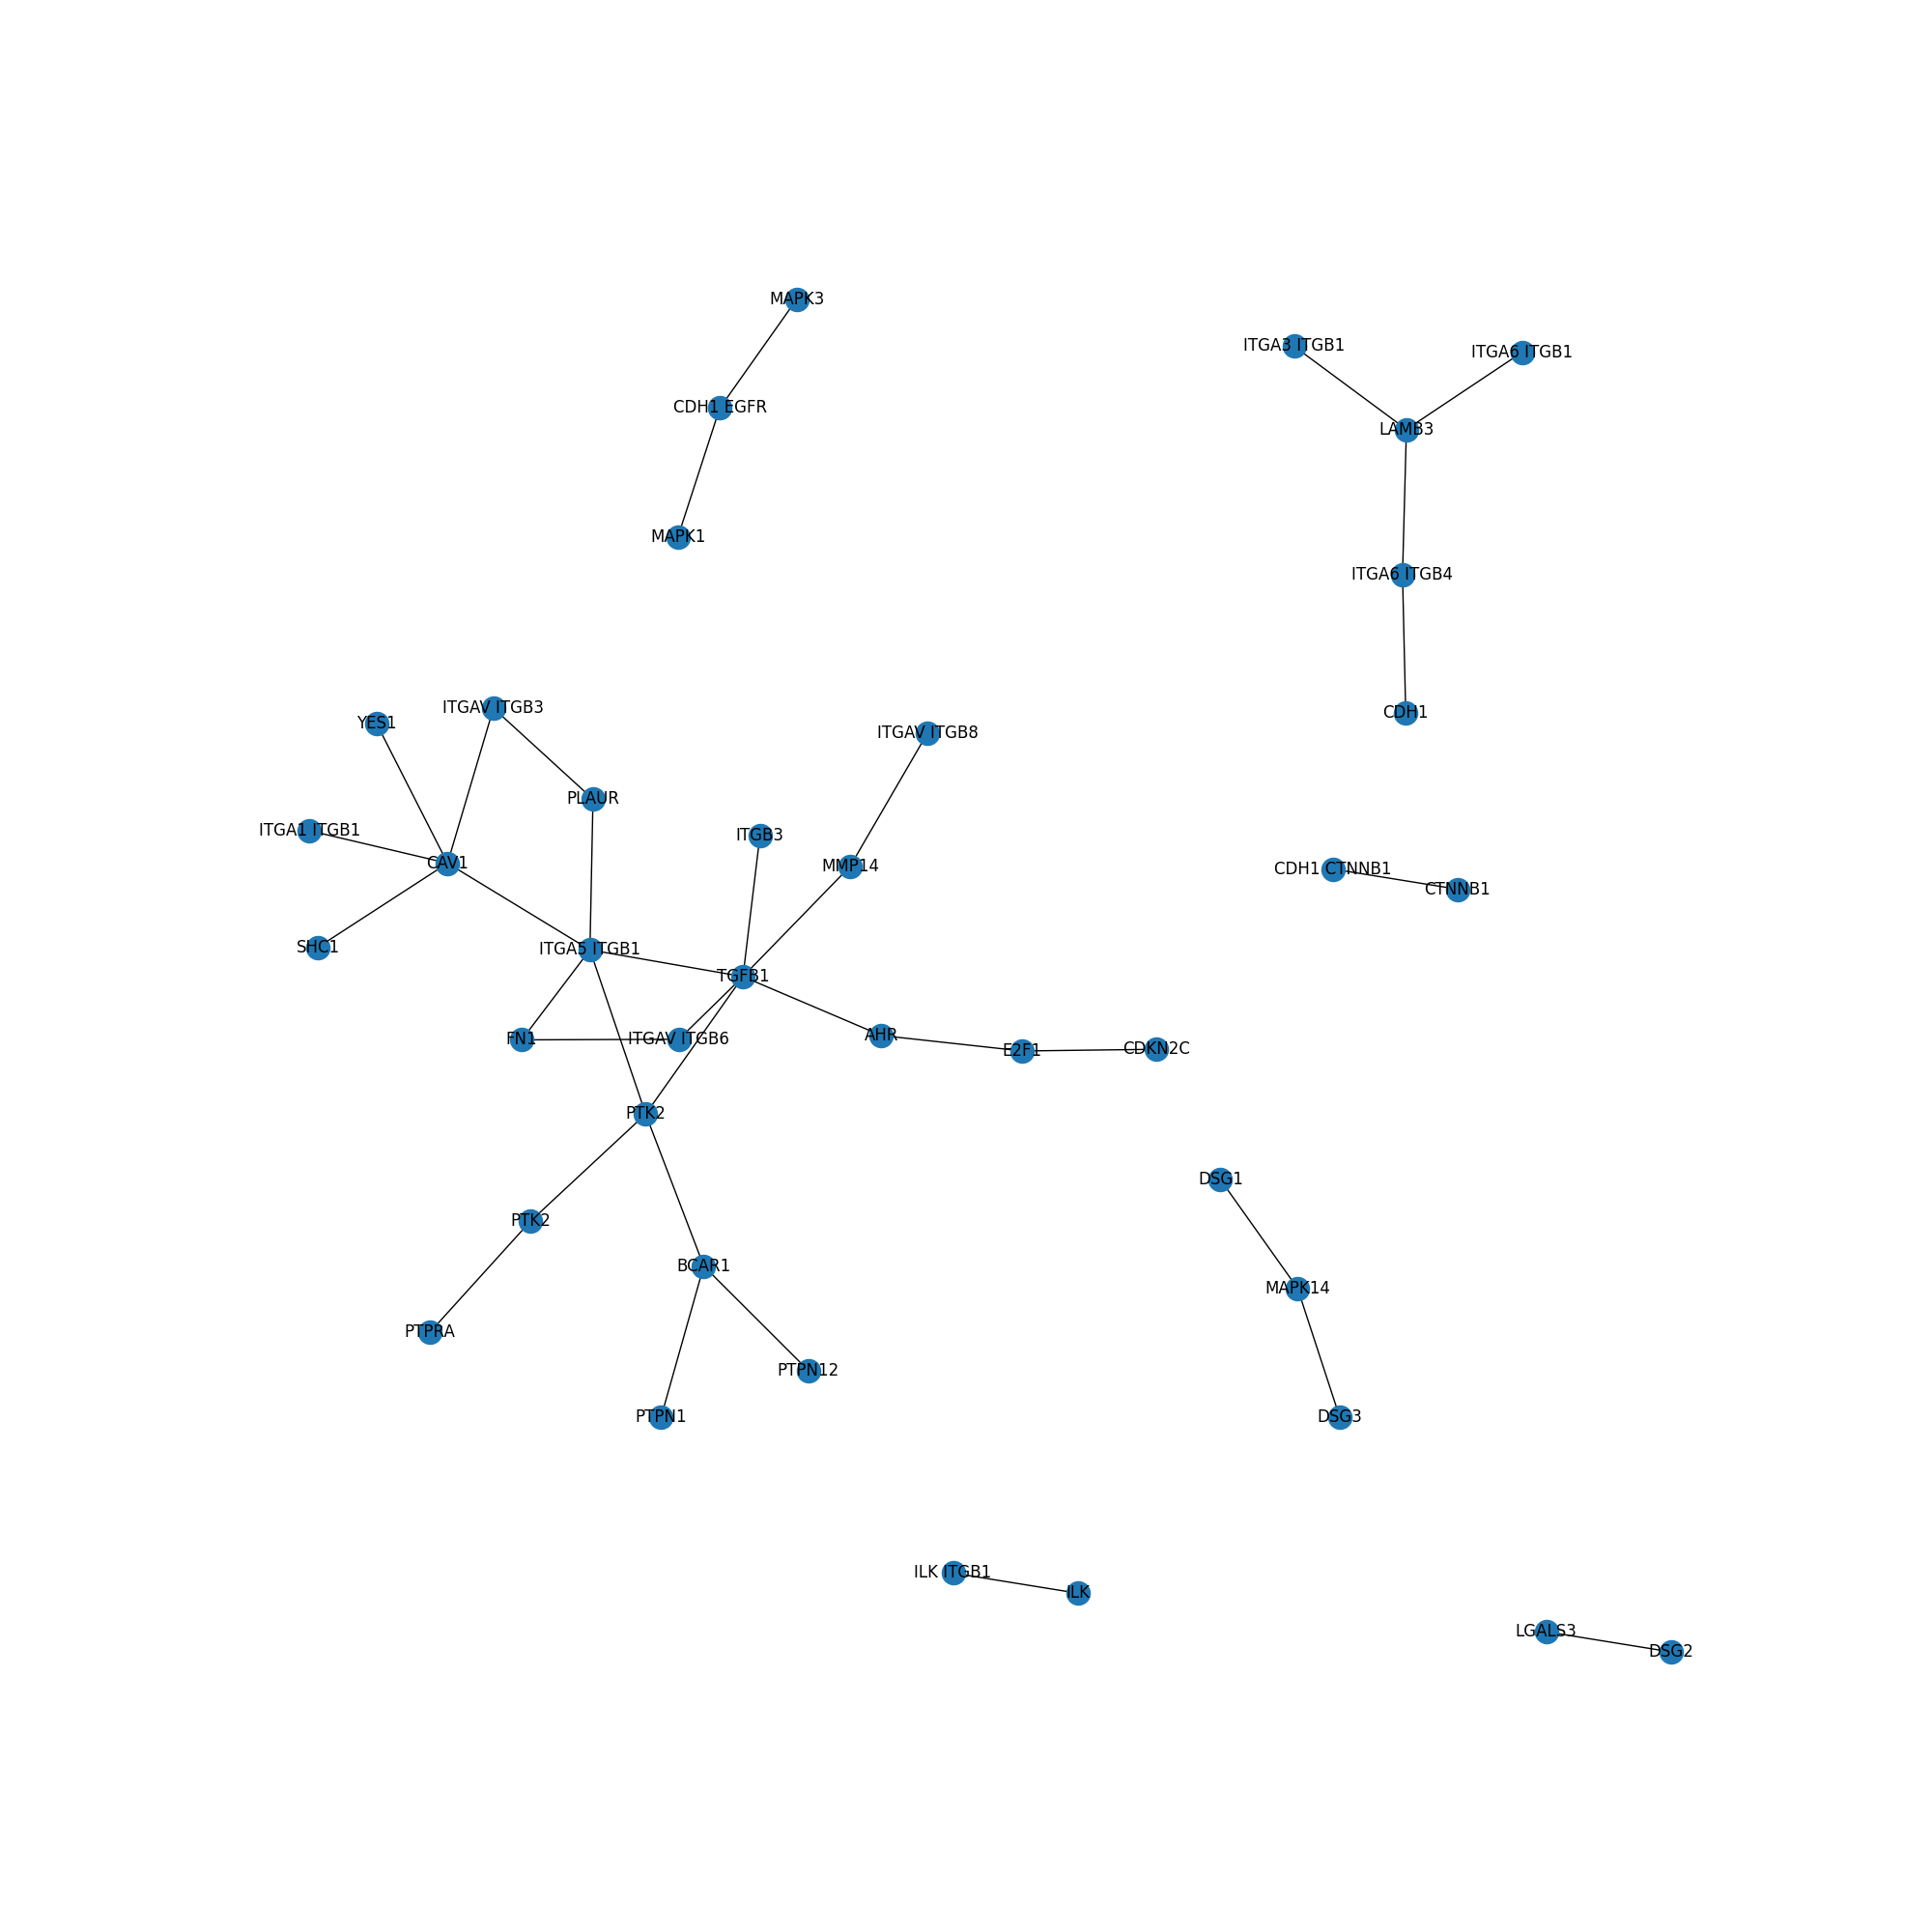 MAPK3
ITGA3 ITGB1
ITGA6 ITGB1
CDH1 EGFR
LAMB3
MAPK1
ITGA6 ITGB4
ITGAV ITGB3
CDH1
YES1
ITGAV ITGB8
PLAUR
ITGA1 ITGB1
ITGB3
CAV1
MMP14
CDH1 CTNNB1
CTNNB1
SHC1
ITGA5 ITGB1
TGFB1
FN1
ITGAV ITGB6
AHR
E2F1
CDKN2C
PTK2
DSG1
PTK2
BCAR1
MAPK14
PTPRA
PTPN12
PTPN1
DSG3
ILK ITGB1
ILK
LGALS3
DSG2